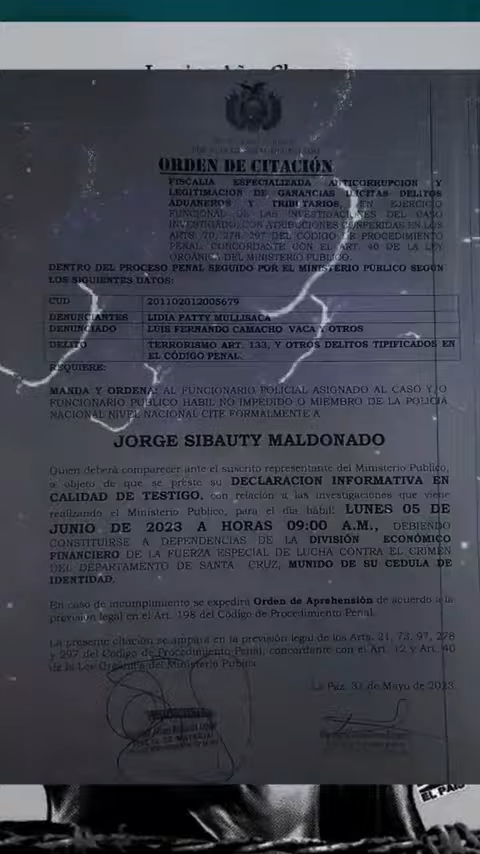 ORDEN DE CITACIÓN
FISCALIA ESPECIALIZADA ANTICORRUPCION Y
LEGITIMACION DE GANANCIAS ILICITAS DELITOS
ADUANEROS Y TRIBUTARIOS, EN EJERCICIO
FUNCIONAL DE LAS INVESTIGACIONES DEL CASO
INVESTIGADO, CON ATRIBUCIONES CONFERIDAS EN LOS
ARTS. 70, 278, 297 DEL CÓDIGO DE PROCEDIMIENTO
PENAL, CONCORDANTE CON EL ART. 40 DE LA LEY
ORGÁNICA DEL MINISTERIO PUBLICO.
DENTRO DEL PROCESO PENAL SEGUIDO POR EL MINISTERIO PÚBLICO SEGÚN
LOS SIGUIENTES DATOS:
CUD 201102012005679
DENUNCIANTES LIDIA PATTY MULLISACA
DENUNCIADO LUIS FERNANDO CAMACHO VACA Y OTROS
DELITO TERRORISMO ART. 133, Y OTROS DELITOS TIPIFICADOS EN
EL CÓDIGO PENAL.
REQUIERE:
MANDA Y ORDENA: AL FUNCIONARIO POLICIAL ASIGNADO AL CASO Y/O
FUNCIONARIO PUBLICO HABIL NO IMPEDIDO O MIEMBRO DE LA POLICIA
NACIONAL NIVEL NACIONAL CITE FORMALMENTE A
JORGE SIBAUTY MALDONADO
Quien deberá comparecer ante el suscrito representante del Ministerio Publico,
a objeto de que se preste su DECLARACION INFORMATIVA EN
CALIDAD DE TESTIGO, con relación a las investigaciones que viene
realizando el Ministerio Publico, para el día hábil LUNES 05 DE
JUNIO DE 2023 A HORAS 09:00 A.M., DEBIENDO
CONSTITUIRSE A DEPENDENCIAS DE LA DIVISIÓN ECONÓMICO
FINANCIERO DE LA FUERZA ESPECIAL DE LUCHA CONTRA EL CRIMEN
DEL DEPARTAMENTO DE SANTA CRUZ, MUNIDO DE SU CEDULA DE
IDENTIDAD.
En caso de incumplimiento se expedirá Orden de Aprehensión de acuerdo a la
previsión legal en el Art. 198 del Código de Procedimiento Penal.
La presente citación se ampara en la previsión legal de los Arts. 21, 73, 97, 278
y 297 del Código de Procedimiento Penal, concordante con el Art. 12 y Art. 40
de la Ley Orgánica del Ministerio Publico.
La Paz, 31 de Mayo de 2023.
EL PAÍS